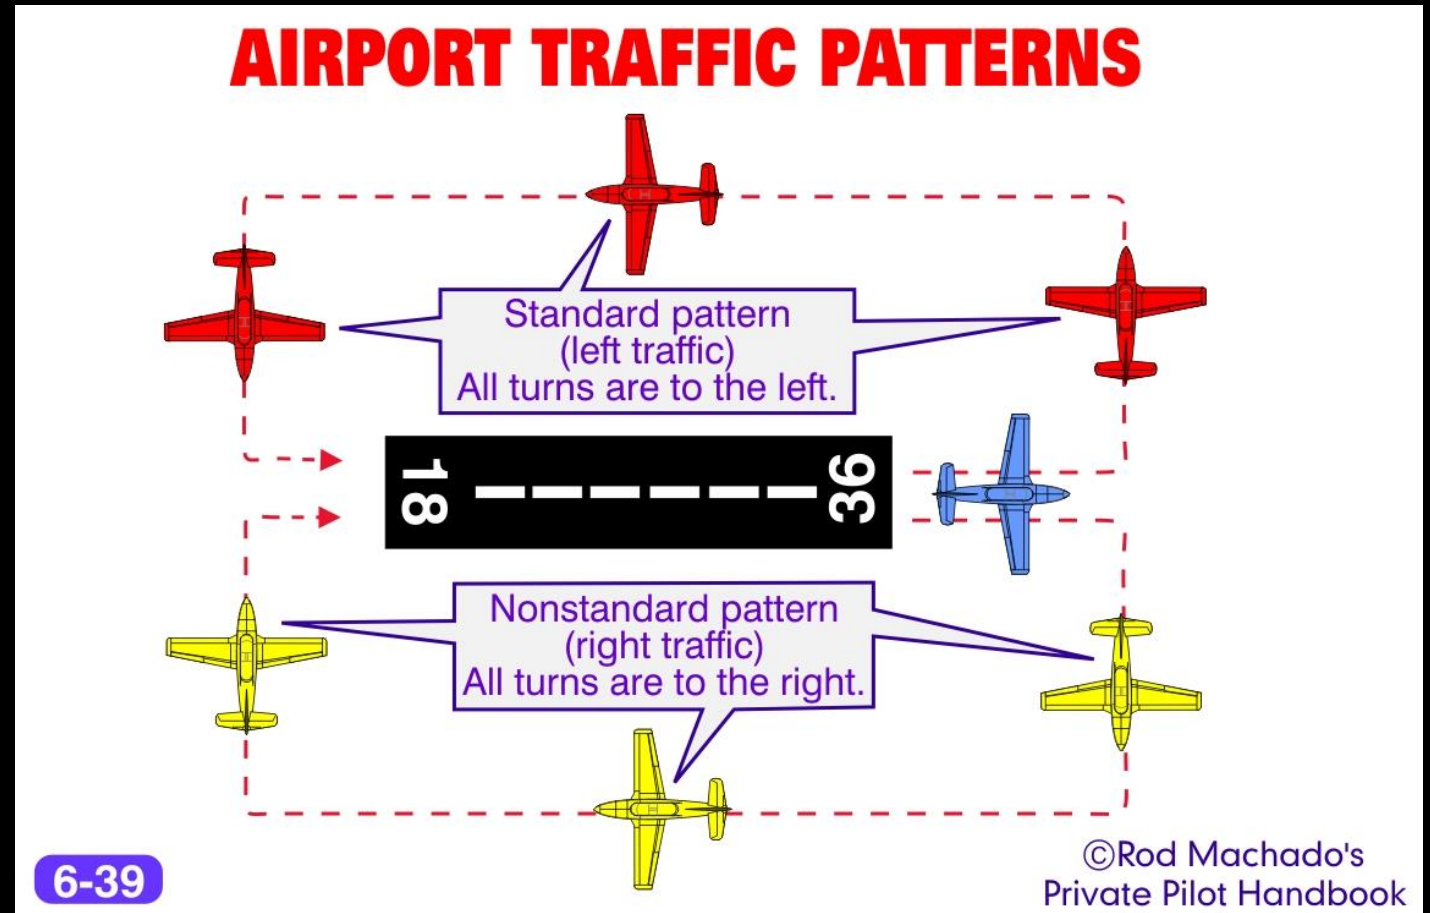 AIRPORT TRAFFIC PATTERNS
Standard pattern
(left traffic)
All turns are to the left.
18
36
Nonstandard pattern
(right traffic)
All turns are to the right.
6-39
©Rod Machado's
Private Pilot Handbook